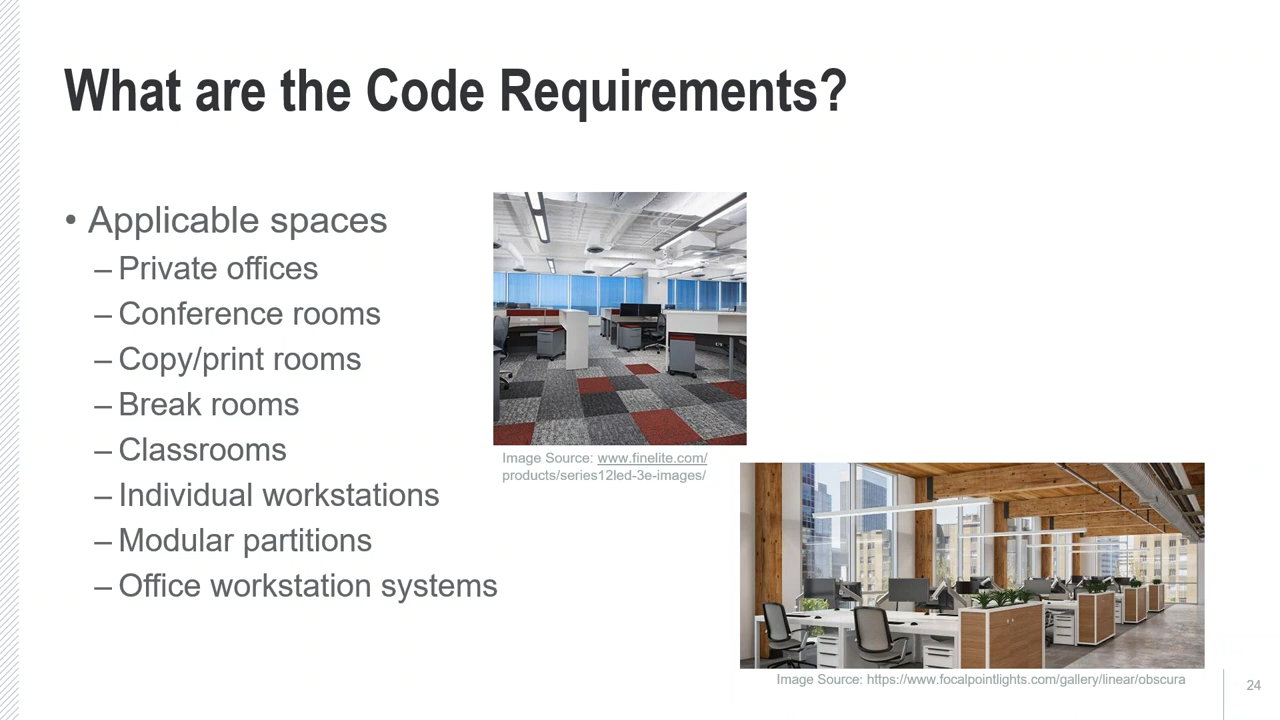 What are the Code Requirements?
• Applicable spaces
– Private offices
– Conference rooms
– Copy/print rooms
– Break rooms
– Classrooms
– Individual workstations
– Modular partitions
– Office workstation systems
Image Source: www.finelite.com/
products/series12led-3e-images/
Image Source: https://www.focalpointlights.com/gallery/linear/obscura
24